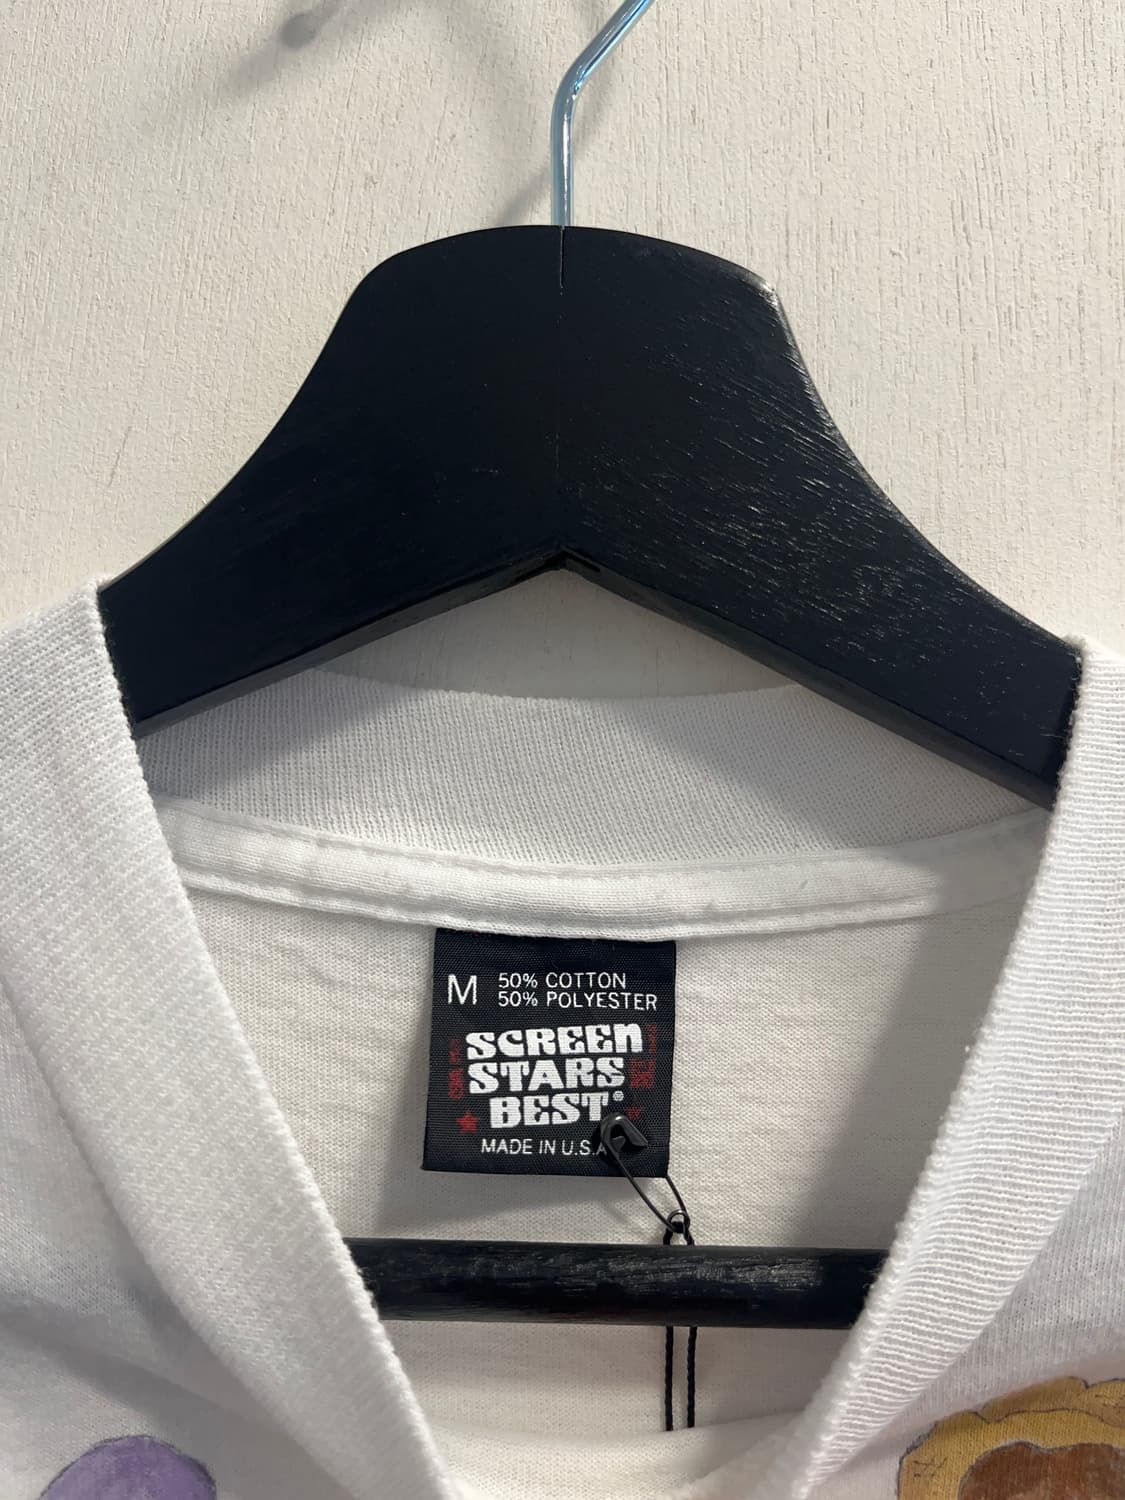 M 50% COTTON
50% POLYESTER
SCREEN
STARS
BEST®
MADE IN U.S.A